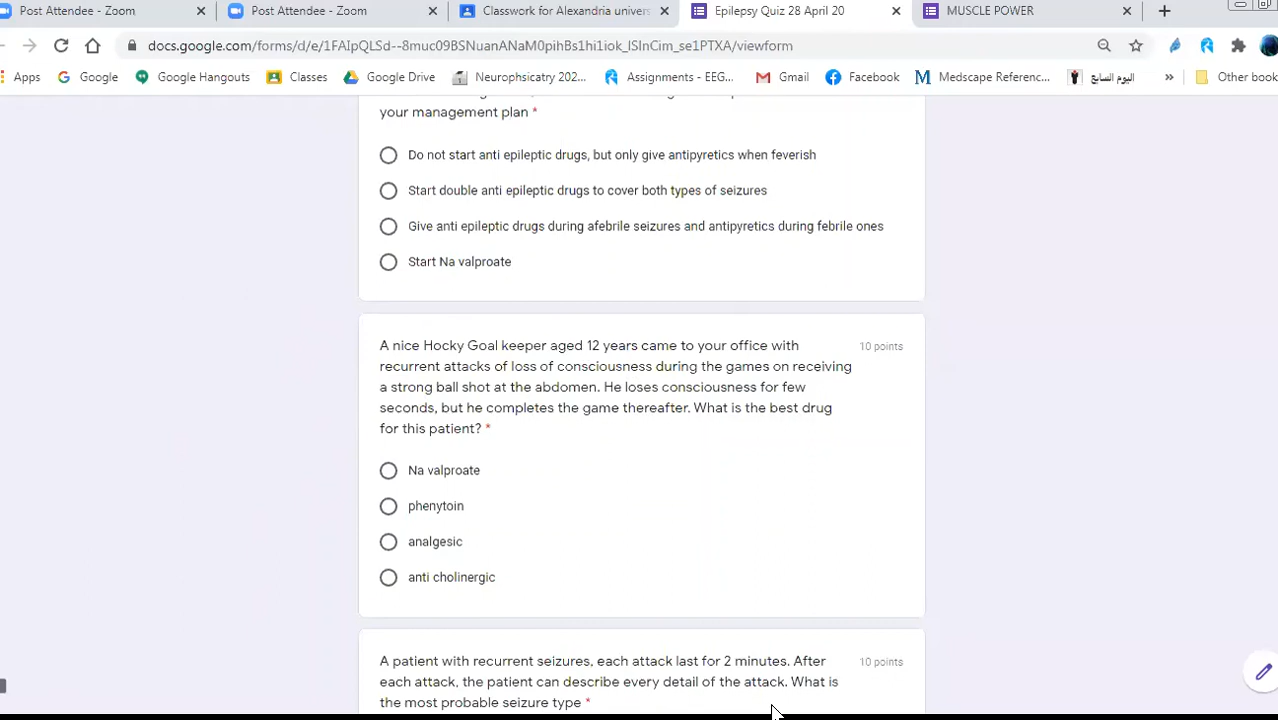 Post Attendee - Zoom
Post Attendee - Zoom
Classwork for Alexandria univers
Epilepsy Quiz 28 April 20
MUSCLE POWER
docs.google.com/forms/d/e/1FAIpQLSd--8muc09BSNuanANaM0pihBs1hi1iok_lSlnCim_se1PTXA/viewform
Apps
Google
Google Hangouts
Classes
Google Drive
Neurophsicatry 202...
Assignments - EEG...
Gmail
Facebook
Medscape Referenc...
اليوم السابع
»
Other book
your management plan *
Do not start anti epileptic drugs, but only give antipyretics when feverish
Start double anti epileptic drugs to cover both types of seizures
Give anti epileptic drugs during afebrile seizures and antipyretics during febrile ones
Start Na valproate
A nice Hocky Goal keeper aged 12 years came to your office with
10 points
recurrent attacks of loss of consciousness during the games on receiving
a strong ball shot at the abdomen. He loses consciousness for few
seconds, but he completes the game thereafter. What is the best drug
for this patient? *
Na valproate
phenytoin
analgesic
anti cholinergic
A patient with recurrent seizures, each attack last for 2 minutes. After
10 points
each attack, the patient can describe every detail of the attack. What is
the most probable seizure type *